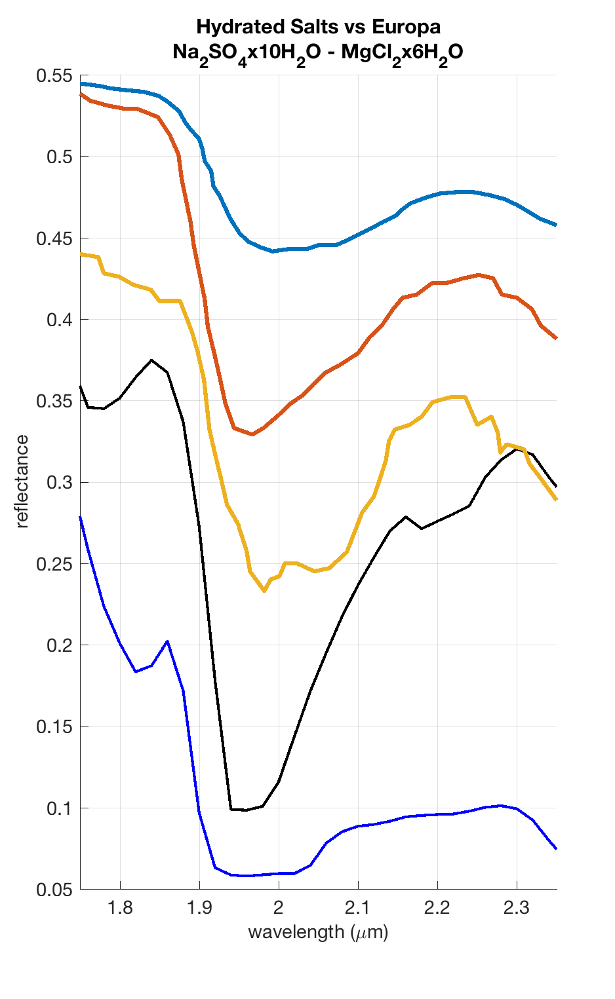 Hydrated Salts vs Europa
Na₂SO₄x10H₂O - MgCl₂x6H₂O
0.55
0.5
0.45
0.4
0.35
0.3
0.25
0.2
0.15
0.1
0.05
reflectance
1.8 1.9 2 2.1 2.2 2.3
wavelength (μm)